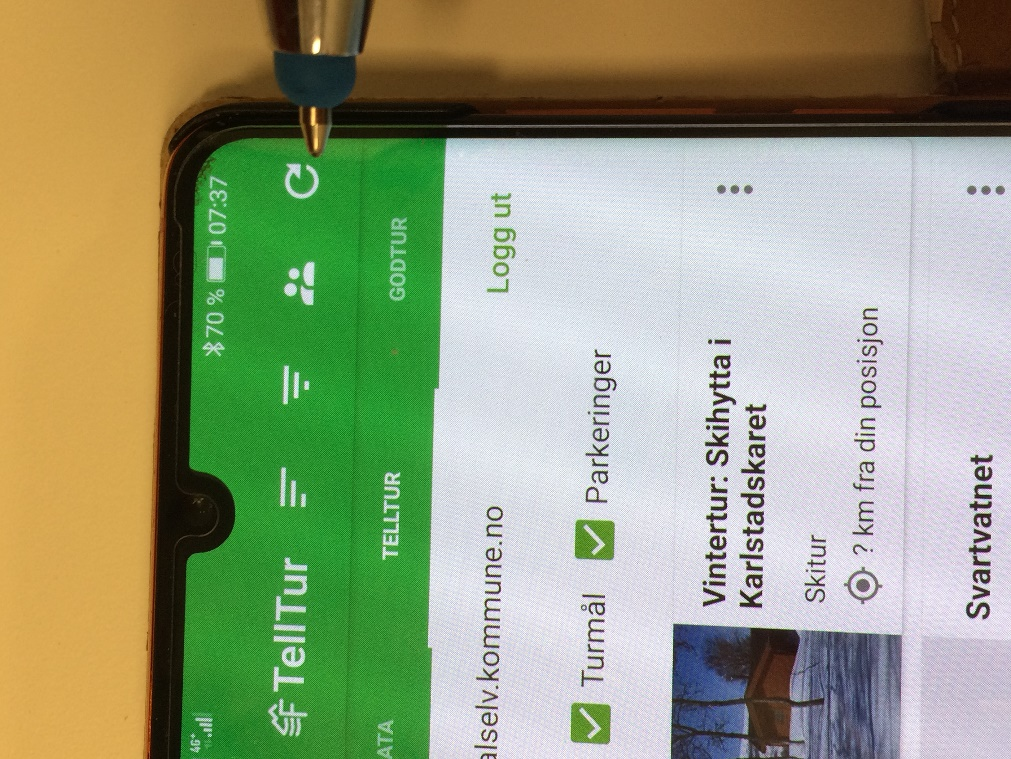 4G+ 70 % 07:37
TellTur
ATA TELLTUR GODTUR
alselv.kommune.no Logg ut
Turmål Parkeringer
Vintertur: Skihytta i
Karlstadskaret
Skitur
? km fra din posisjon
Svartvatnet